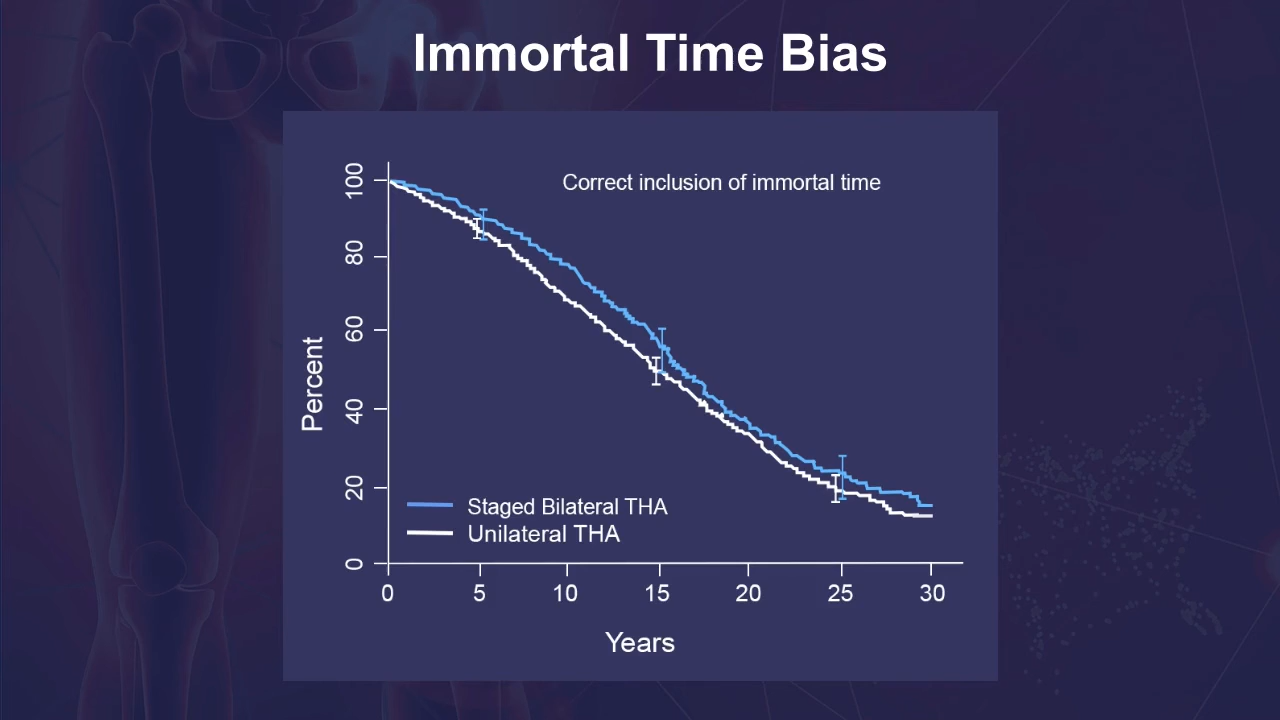 Immortal Time Bias
Correct inclusion of immortal time
100
80
60
40
20
0
Percent
Staged Bilateral THA
Unilateral THA
0 5 10 15 20 25 30
Years